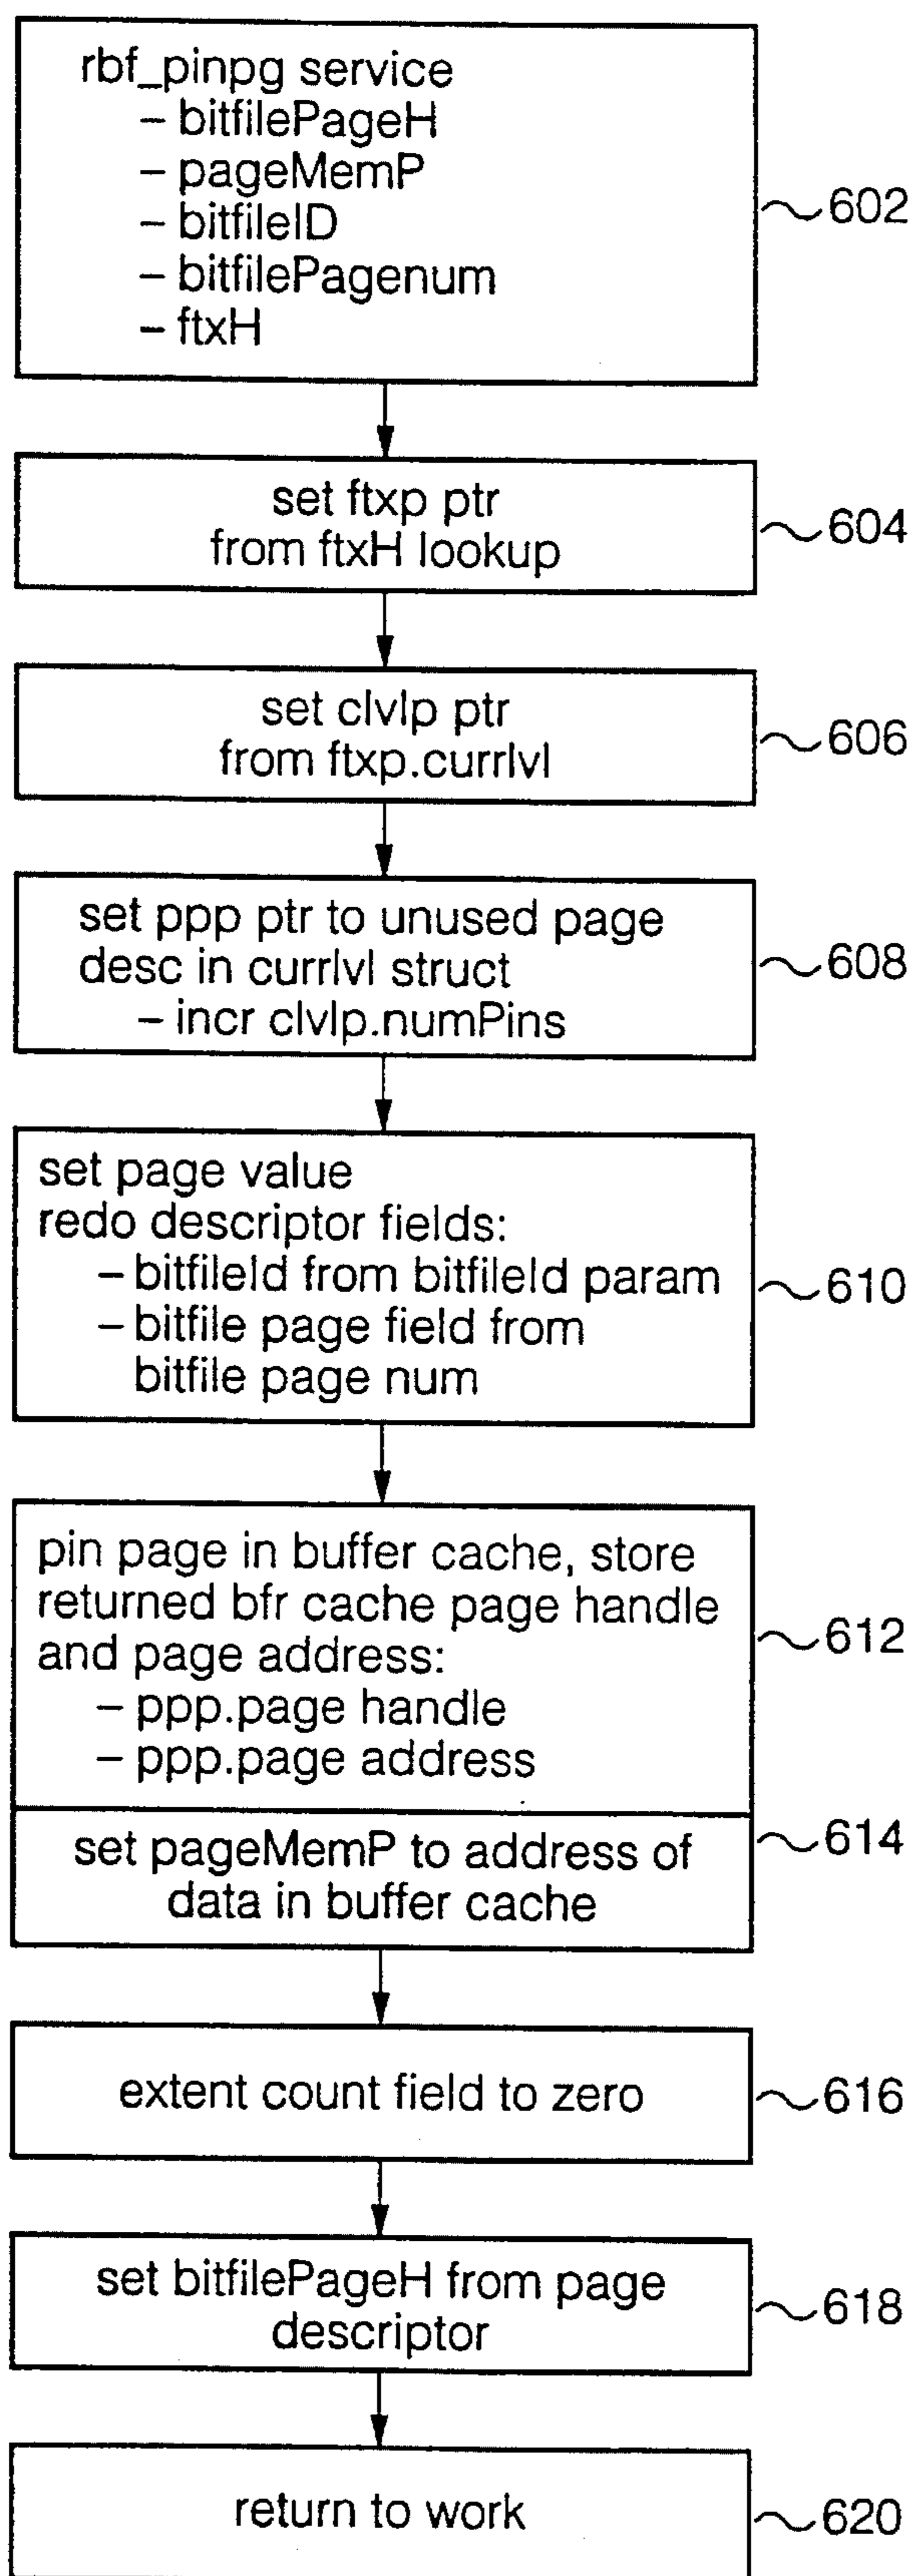 rbf_pinpg service
– bitfilePageH
– pageMemP
– bitfileID
– bitfilePagenum
– ftxH
602
set ftxp ptr
from ftxH lookup
604
set clvlp ptr
from ftxp.currlvl
606
set ppp ptr to unused page
desc in currlvl struct
– incr clvlp.numPins
608
set page value
redo descriptor fields:
– bitfileId from bitfileId param
– bitfile page field from
bitfile page num
610
pin page in buffer cache, store
returned bfr cache page handle
and page address:
– ppp.page handle
– ppp.page address
612
set pageMemP to address of
data in buffer cache
614
extent count field to zero
616
set bitfilePageH from page
descriptor
618
return to work
620